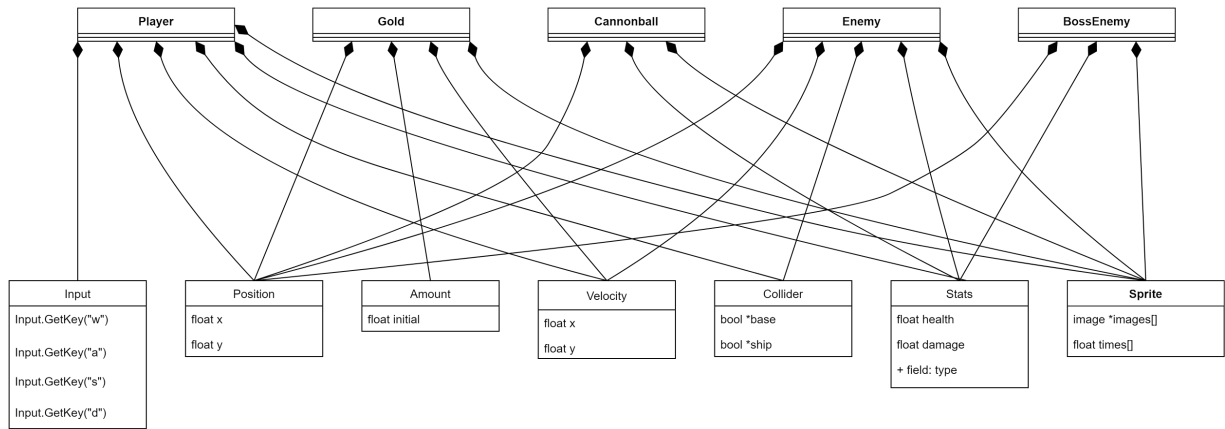 Player
Gold
Cannonball
Enemy
BossEnemy
Input
Input.GetKey("w")
Input.GetKey("a")
Input.GetKey("s")
Input.GetKey("d")
Position
float x
float y
Amount
float initial
Velocity
float x
float y
Collider
bool *base
bool *ship
Stats
float health
float damage
+ field: type
Sprite
image *images[]
float times[]